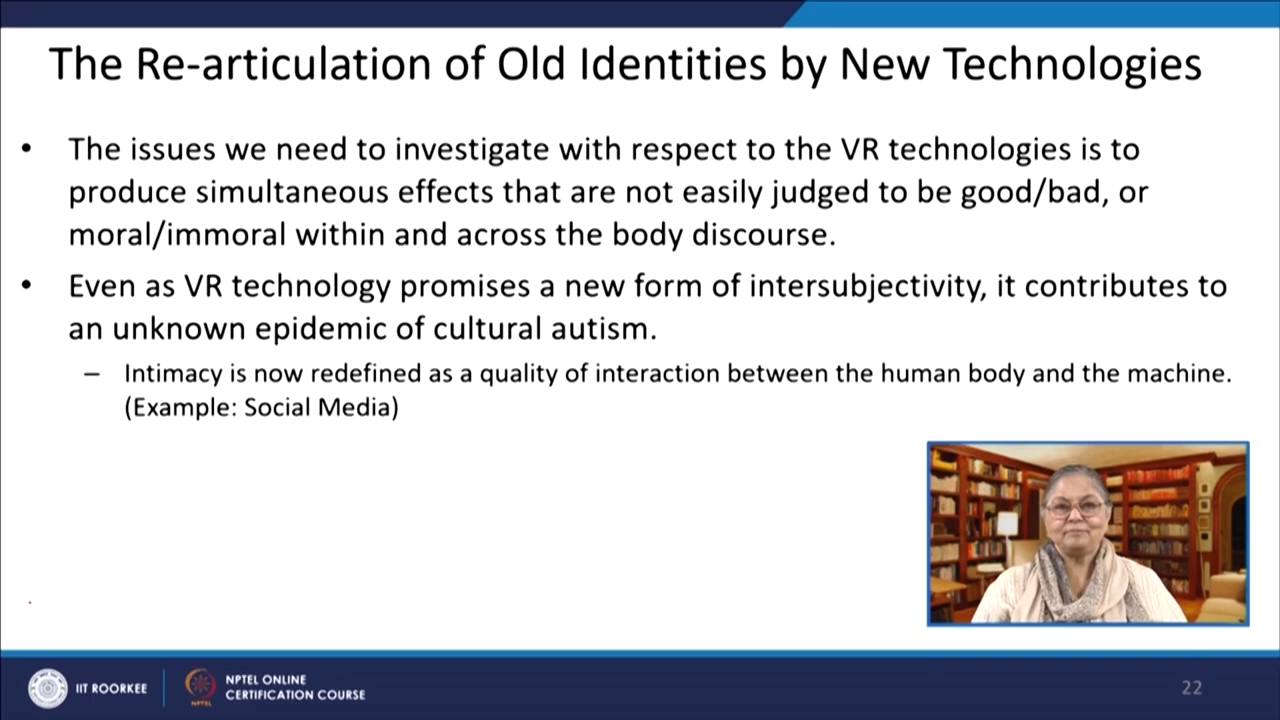 The Re-articulation of Old Identities by New Technologies
• The issues we need to investigate with respect to the VR technologies is to
produce simultaneous effects that are not easily judged to be good/bad, or
moral/immoral within and across the body discourse.
• Even as VR technology promises a new form of intersubjectivity, it contributes to
an unknown epidemic of cultural autism.
– Intimacy is now redefined as a quality of interaction between the human body and the machine.
(Example: Social Media)
IIT ROORKEE
NPTEL
NPTEL ONLINE
CERTIFICATION COURSE
22